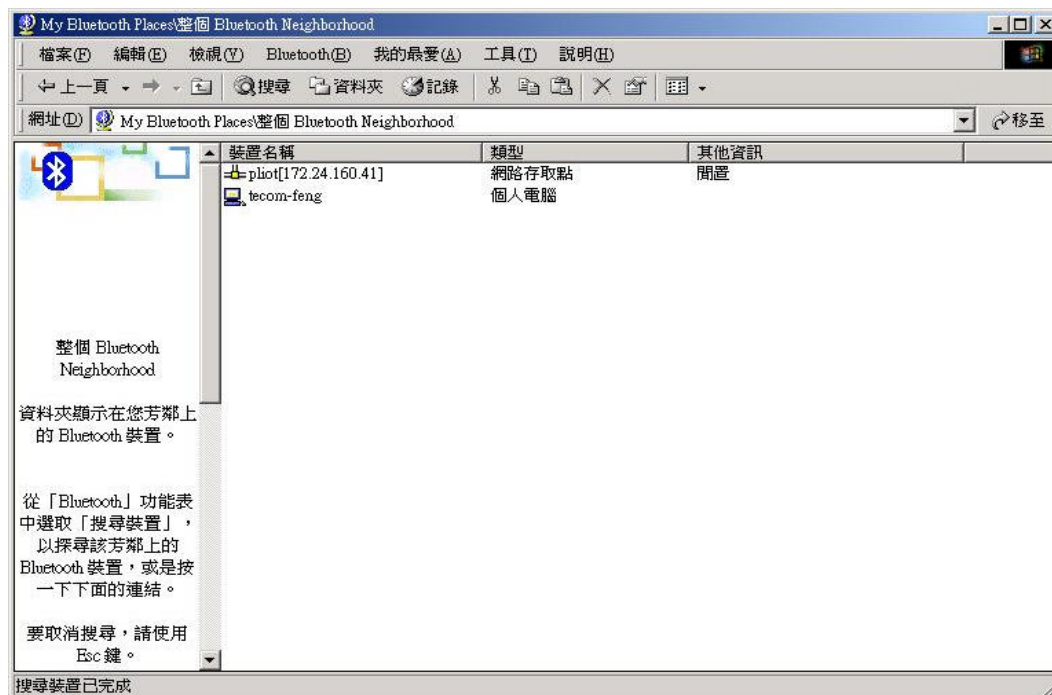 My Bluetooth Places\整個 Bluetooth Neighborhood
檔案(F) 編輯(E) 檢視(V) Bluetooth(B) 我的最愛(A) 工具(T) 說明(H)
上一頁 搜尋 資料夾 記錄
網址(D) My Bluetooth Places\整個 Bluetooth Neighborhood 移至
裝置名稱 類型 其他資訊
pliot[172.24.160.41] 網路存取點 閒置
tecom-feng 個人電腦
整個 Bluetooth
Neighborhood
資料夾顯示在您芳鄰上
的 Bluetooth 裝置。
從「Bluetooth」功能表
中選取「搜尋裝置」，
以探尋該芳鄰上的
Bluetooth 裝置，或是按
一下下面的連結。
要取消搜尋，請使用
Esc 鍵。
搜尋裝置已完成